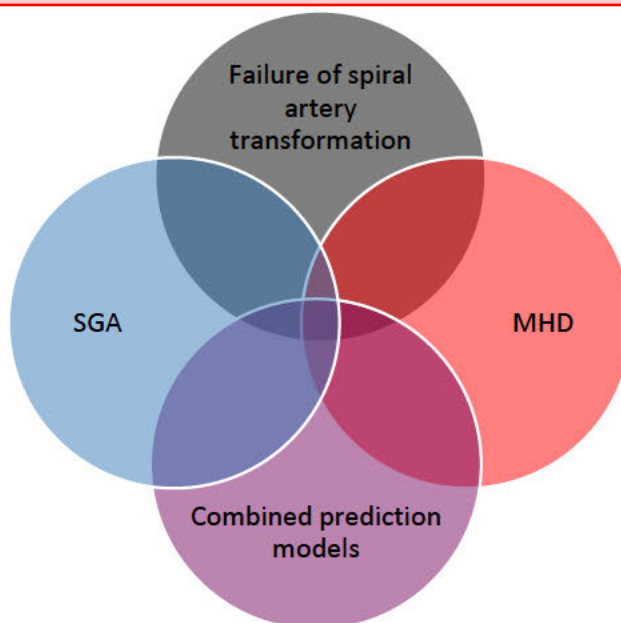 Failure of spiral
artery
transformation
SGA
MHD
Combined prediction
models